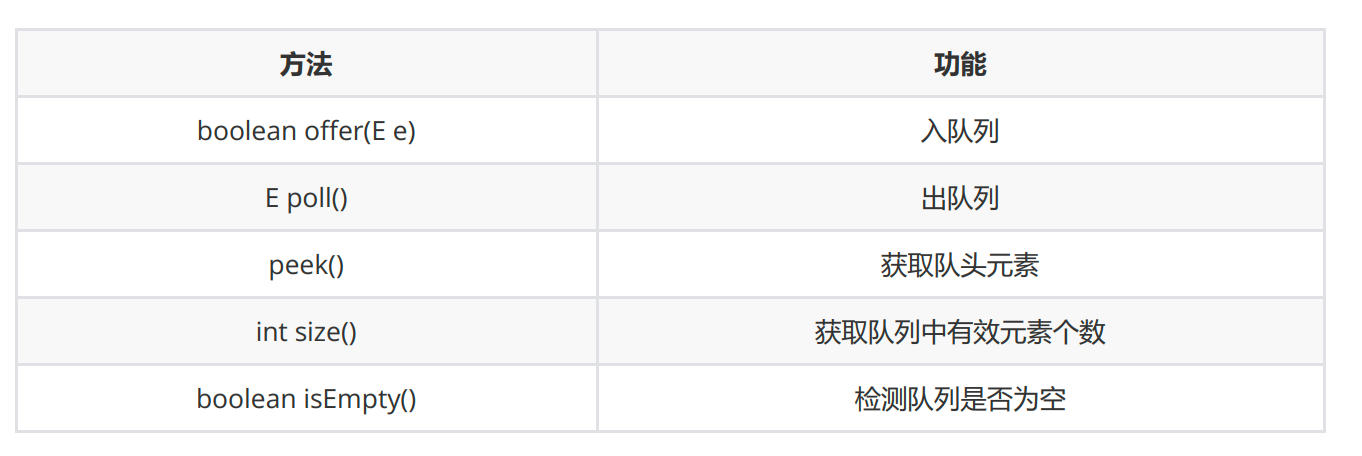 方法 功能
boolean offer(E e) 入队列
E poll() 出队列
peek() 获取队头元素
int size() 获取队列中有效元素个数
boolean isEmpty() 检测队列是否为空